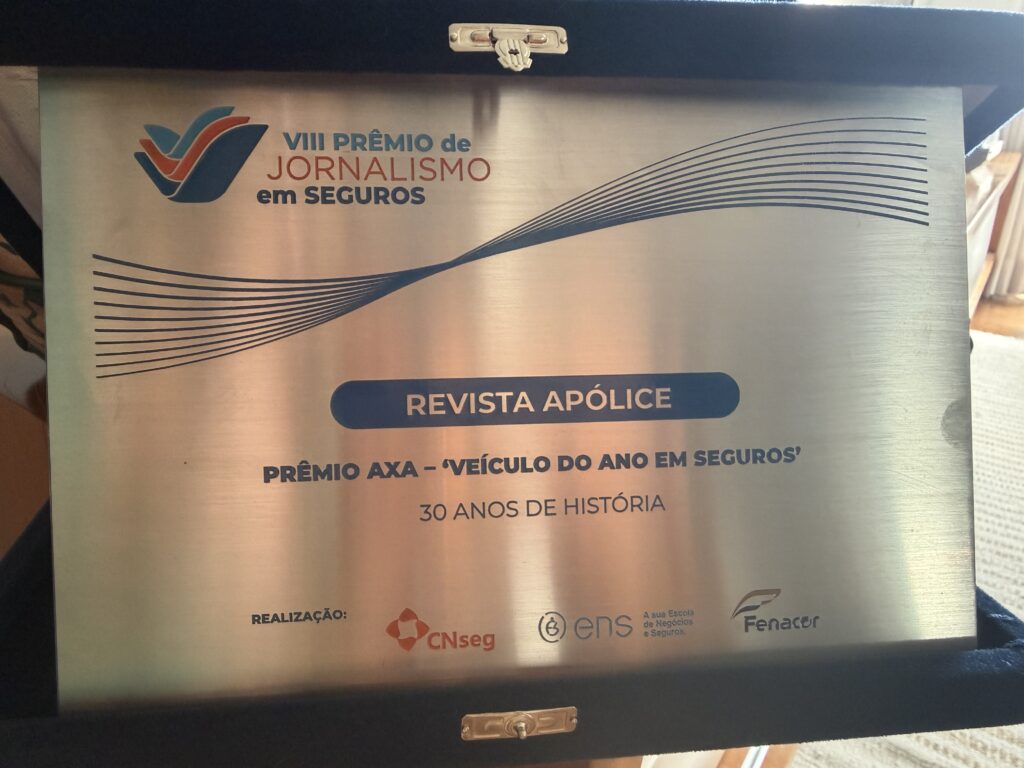 VIII PRÊMIO de
JORNALISMO
em SEGUROS
REVISTA APÓLICE
PRÊMIO AXA – ‘VEÍCULO DO ANO EM SEGUROS’
30 ANOS DE HISTÓRIA
REALIZAÇÃO:
CNseg
ens
A sua Escola
de Negócios
e Seguros.
Fenacor